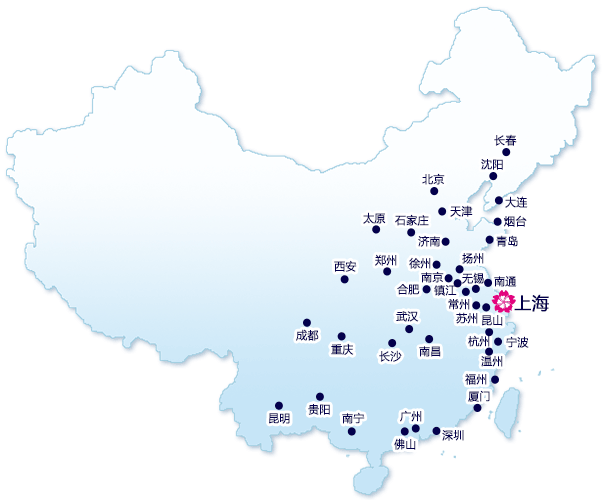 长春
沈阳
北京
大连
天津
太原
石家庄
烟台
济南
青岛
郑州
徐州
扬州
西安
南京
无锡
南通
合肥
镇江
上海
常州
武汉
苏州
昆山
成都
杭州
宁波
重庆
长沙
南昌
温州
福州
厦门
贵阳
昆明
南宁
广州
佛山
深圳